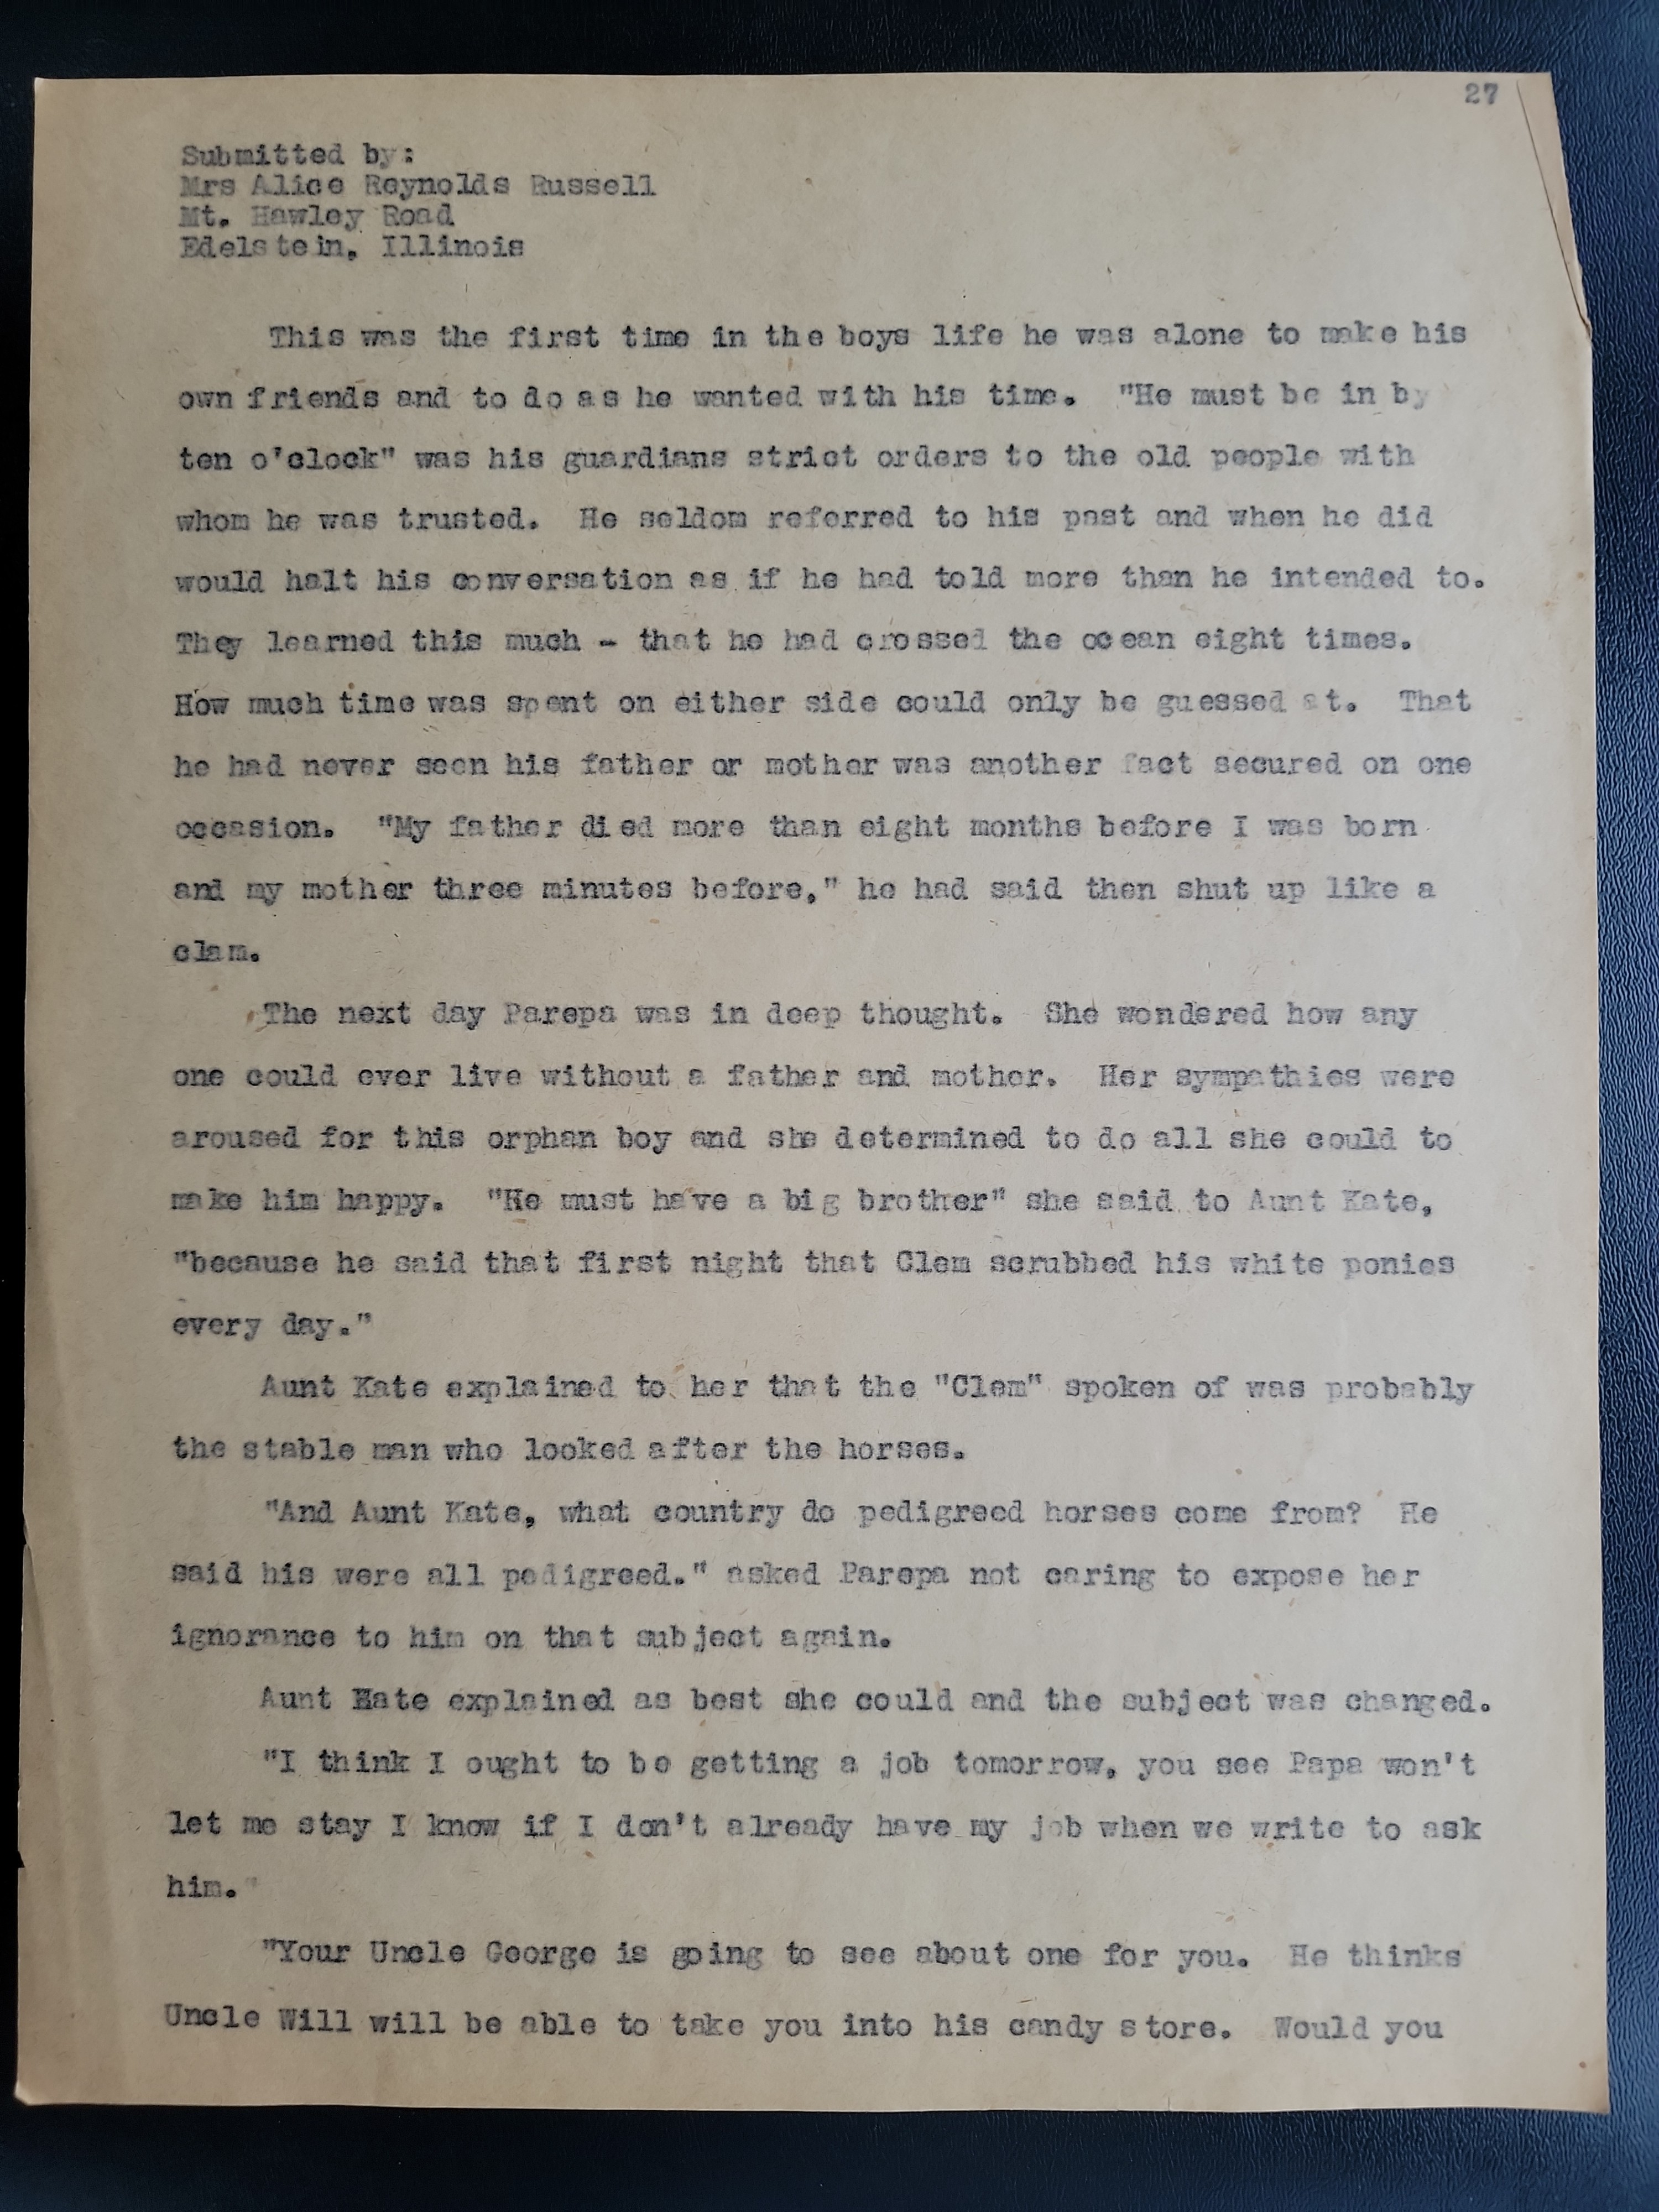 27
Submitted by:
Mrs Alice Reynolds Russell
Mt. Hawley Road
Edelstein, Illinois
This was the first time in the boys life he was alone to make his
own friends and to do as he wanted with his time. "He must be in by
ten o'clock" was his guardians strict orders to the old people with
whom he was trusted. He seldom referred to his past and when he did
would halt his conversation as if he had told more than he intended to.
They learned this much - that he had crossed the ocean eight times.
How much time was spent on either side could only be guessed at. That
he had never seen his father or mother was another fact secured on one
occasion. "My father died more than eight months before I was born
and my mother three minutes before," he had said then shut up like a
clam.
The next day Parepa was in deep thought. She wondered how any
one could ever live without a father and mother. Her sympathies were
aroused for this orphan boy and she determined to do all she could to
make him happy. "He must have a big brother" she said to Aunt Kate,
"because he said that first night that Clem scrubbed his white ponies
every day."
Aunt Kate explained to her that the "Clem" spoken of was probably
the stable man who looked after the horses.
"And Aunt Kate, what country do pedigreed horses come from? He
said his were all pedigreed." asked Parepa not caring to expose her
ignorance to him on that subject again.
Aunt Kate explained as best she could and the subject was changed.
"I think I ought to be getting a job tomorrow, you see Papa won't
let me stay I know if I don't already have my job when we write to ask
him."
"Your Uncle George is going to see about one for you. He thinks
Uncle Will will be able to take you into his candy store. Would you